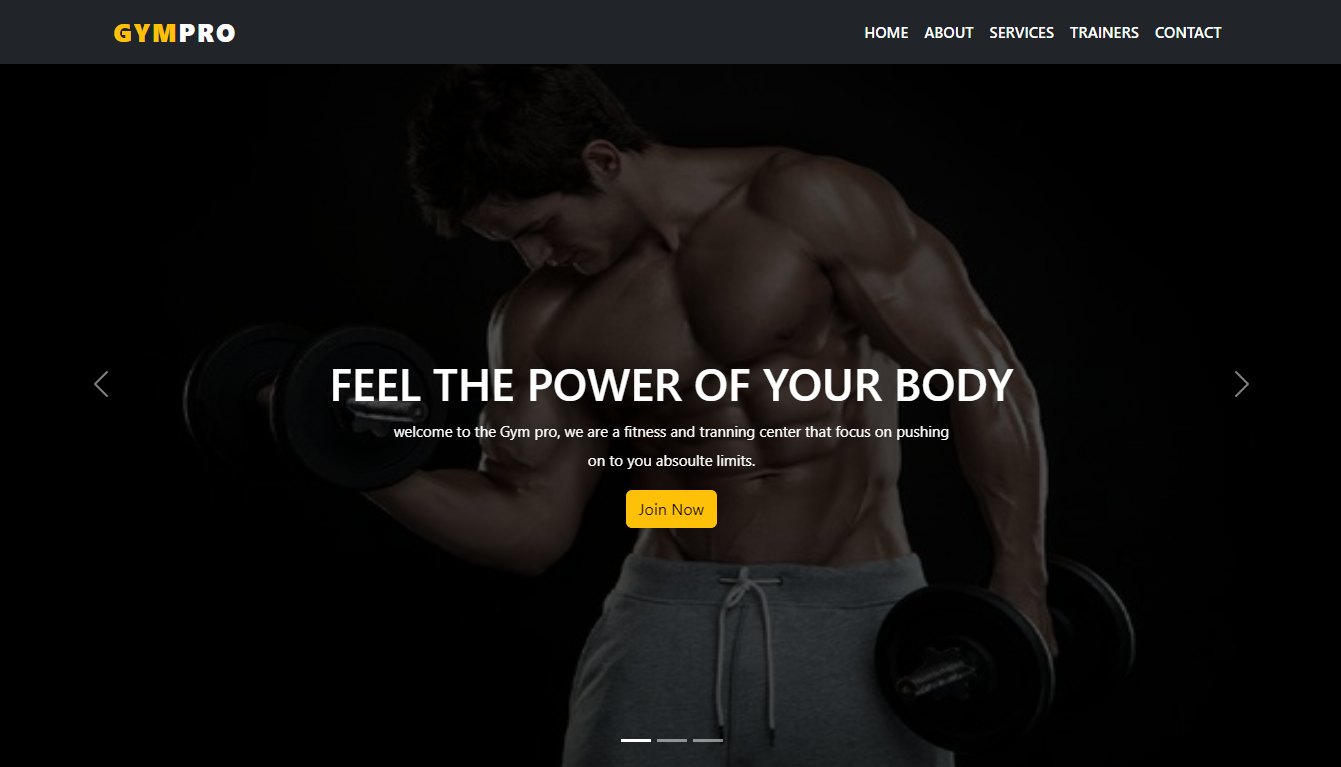 GYMPRO
HOME ABOUT SERVICES TRAINERS CONTACT
FEEL THE POWER OF YOUR BODY
welcome to the Gym pro, we are a fitness and tranning center that focus on pushing
on to you absoulte limits.
Join Now